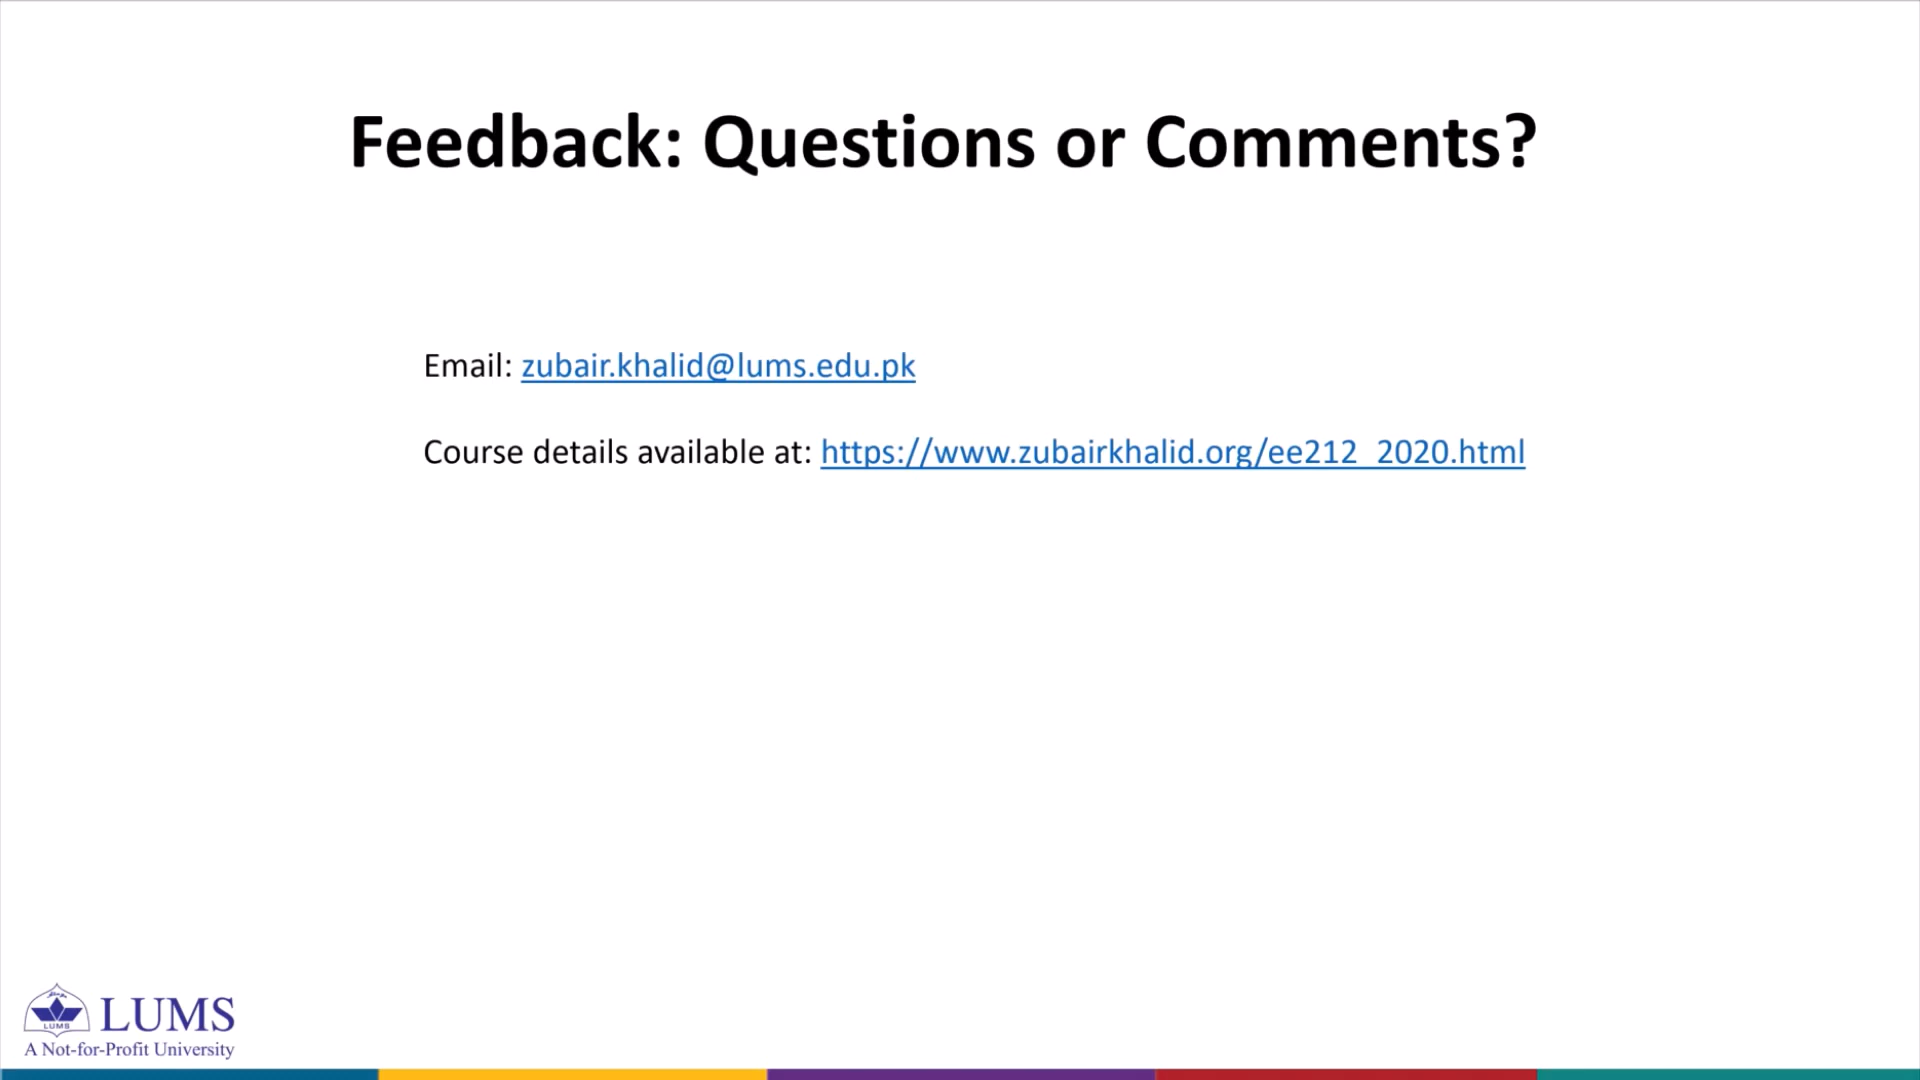 Feedback: Questions or Comments?
Email: zubair.khalid@lums.edu.pk
Course details available at: https://www.zubairkhalid.org/ee212_2020.html
LUMS
LUMS
A Not-for-Profit University